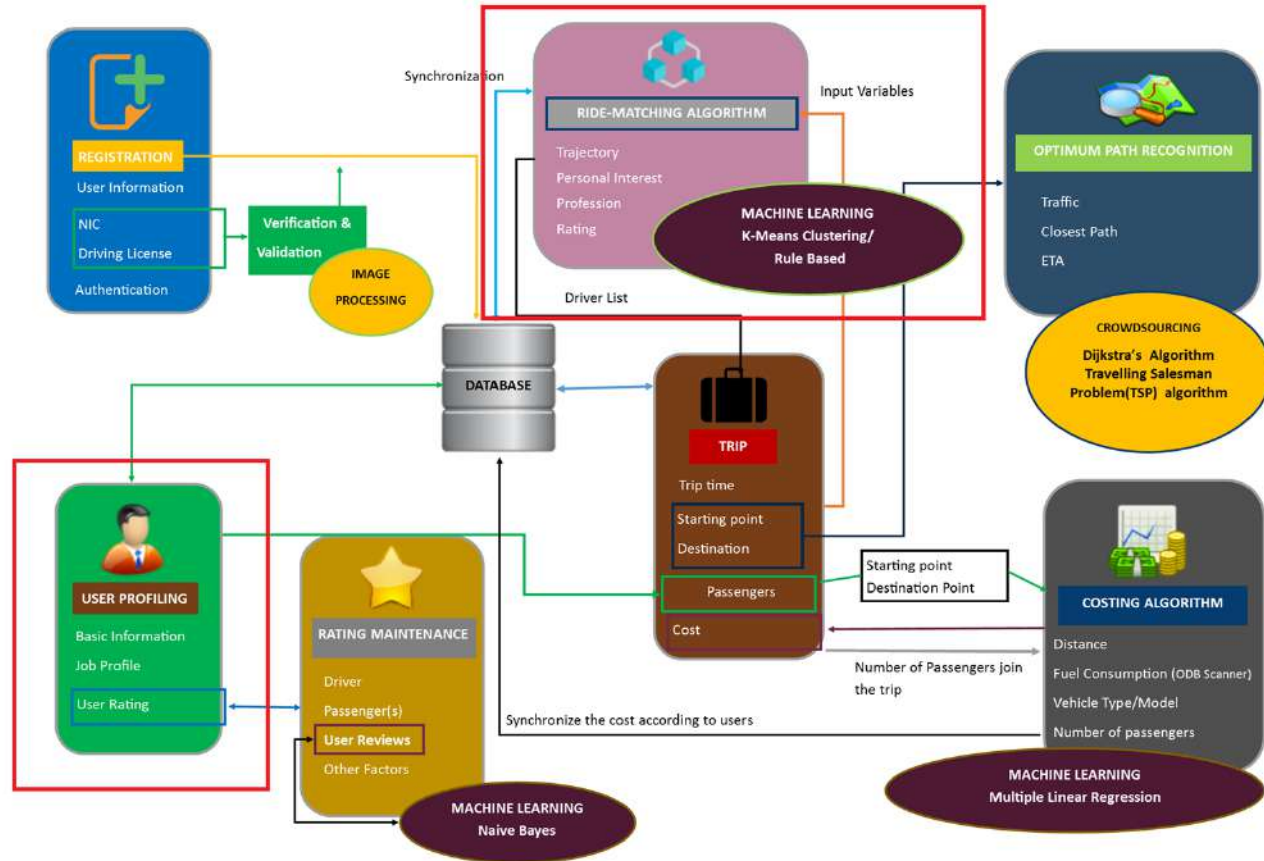 REGISTRATION
User Information
NIC
Driving License
Authentication
Verification &
Validation
IMAGE
PROCESSING
Synchronization
RIDE-MATCHING ALGORITHM
Trajectory
Personal Interest
Profession
Rating
Input Variables
MACHINE LEARNING
K-Means Clustering/
Rule Based
Driver List
OPTIMUM PATH RECOGNITION
Traffic
Closest Path
ETA
CROWDSOURCING
Dijkstra's Algorithm
Travelling Salesman
Problem(TSP) algorithm
DATABASE
TRIP
Trip time
Starting point
Destination
Passengers
Cost
USER PROFILING
Basic Information
Job Profile
User Rating
RATING MAINTENANCE
Driver
Passenger(s)
User Reviews
Other Factors
MACHINE LEARNING
Naive Bayes
Starting point
Destination Point
Number of Passengers join
the trip
Synchronize the cost according to users
COSTING ALGORITHM
Distance
Fuel Consumption (ODB Scanner)
Vehicle Type/Model
Number of passengers
MACHINE LEARNING
Multiple Linear Regression